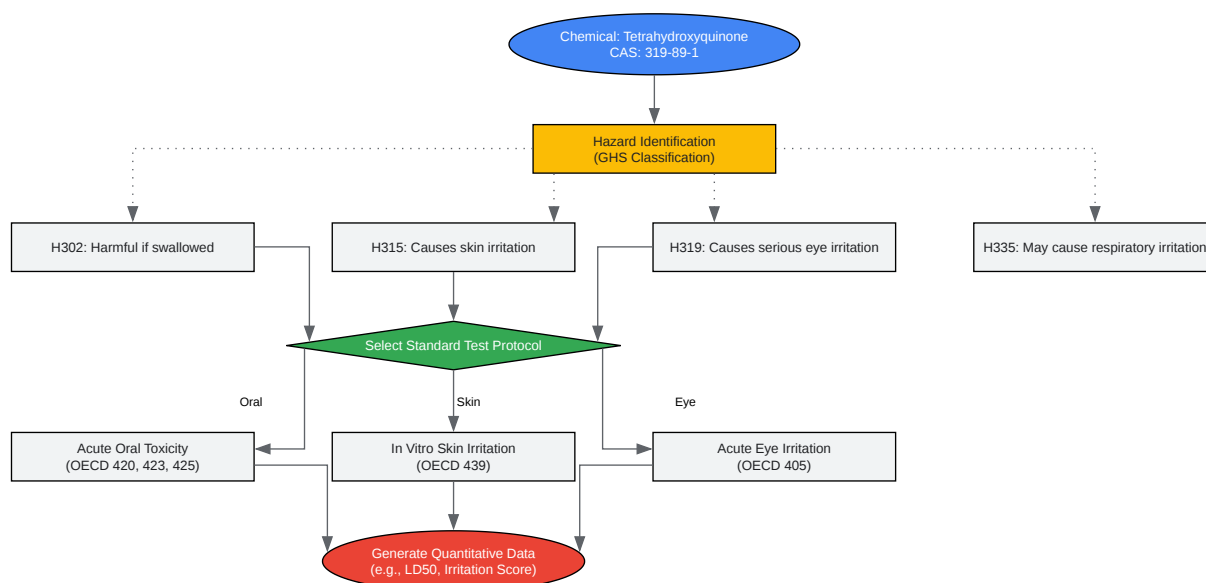 Chemical: Tetrahydroxyquinone
CAS: 319-89-1
Hazard Identification
(GHS Classification)
H302: Harmful if swallowed
H315: Causes skin irritation
H319: Causes serious eye irritation
H335: May cause respiratory irritation
Select Standard Test Protocol
Oral
Skin
Eye
Acute Oral Toxicity
(OECD 420, 423, 425)
In Vitro Skin Irritation
(OECD 439)
Acute Eye Irritation
(OECD 405)
Generate Quantitative Data
(e.g., LD50, Irritation Score)